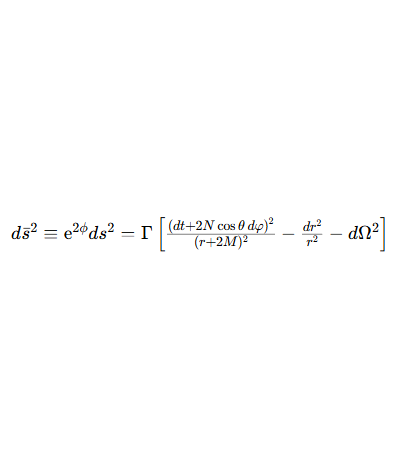 $d\bar{s}^2 \equiv \mathrm{e}^{2\phi} ds^2 = \Gamma \left[ \frac{(dt+2N\cos\theta\, d\varphi)^2}{(r+2M)^2} - \frac{dr^2}{r^2} - d\Omega^2 \right]$